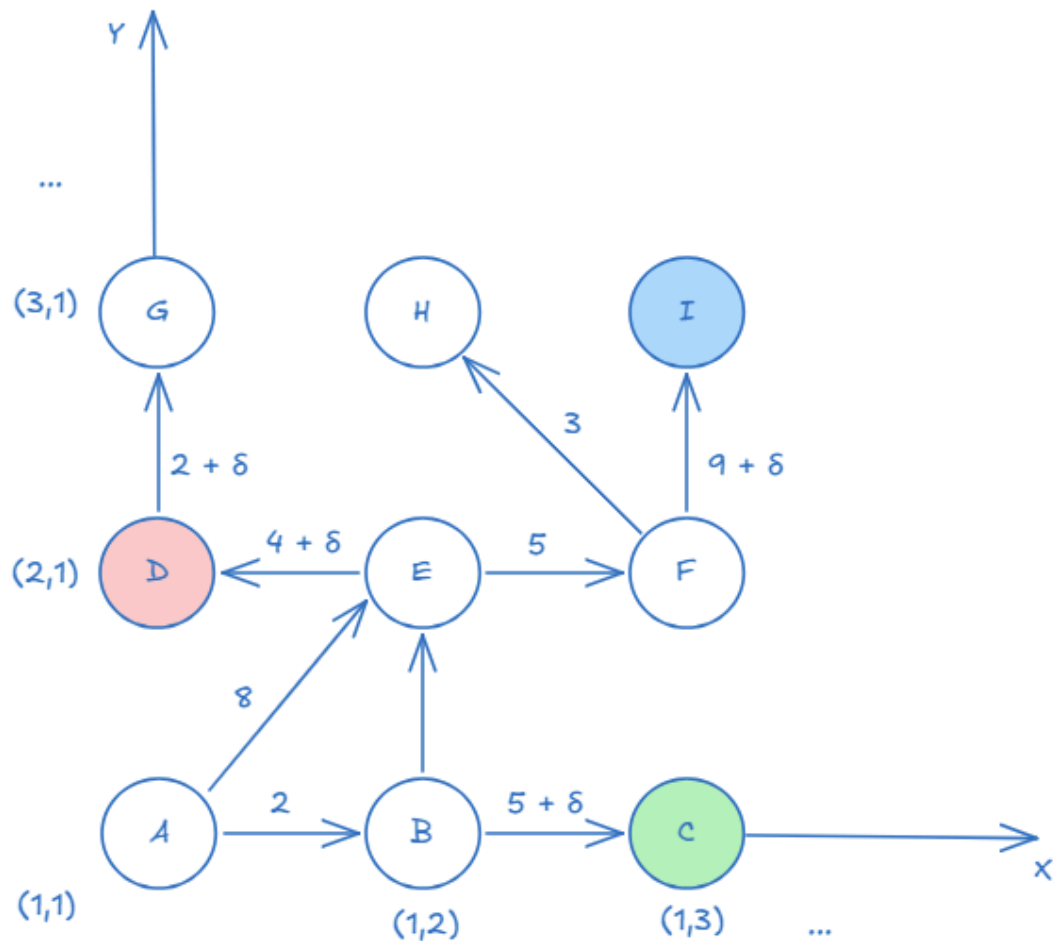 Y
...
(3,1)
G
H
I
3
2 + δ
9 + δ
(2,1)
D
4 + δ
E
5
F
8
A
2
B
5 + δ
C
X
(1,1)
(1,2)
(1,3)
...